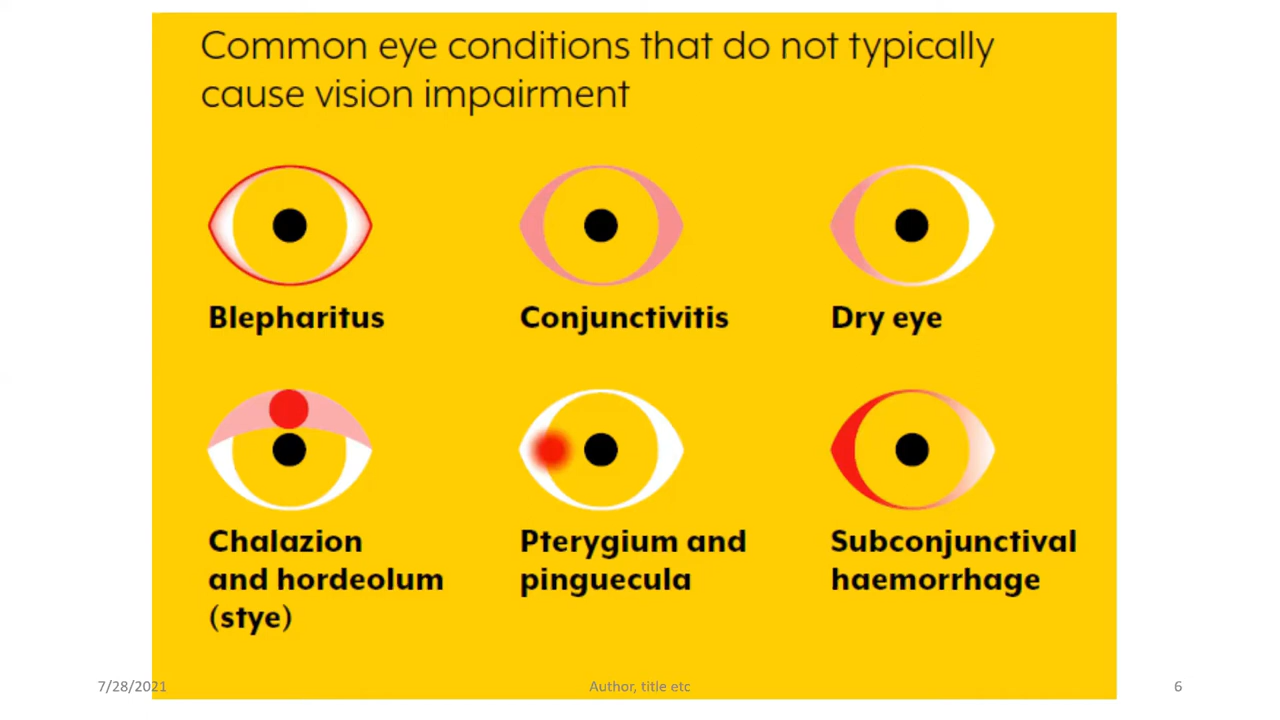 Common eye conditions that do not typically
cause vision impairment
Blepharitus
Conjunctivitis
Dry eye
Chalazion
and hordeolum
(stye)
Pterygium and
pinguecula
Subconjunctival
haemorrhage
7/28/2021
Author, title etc
6